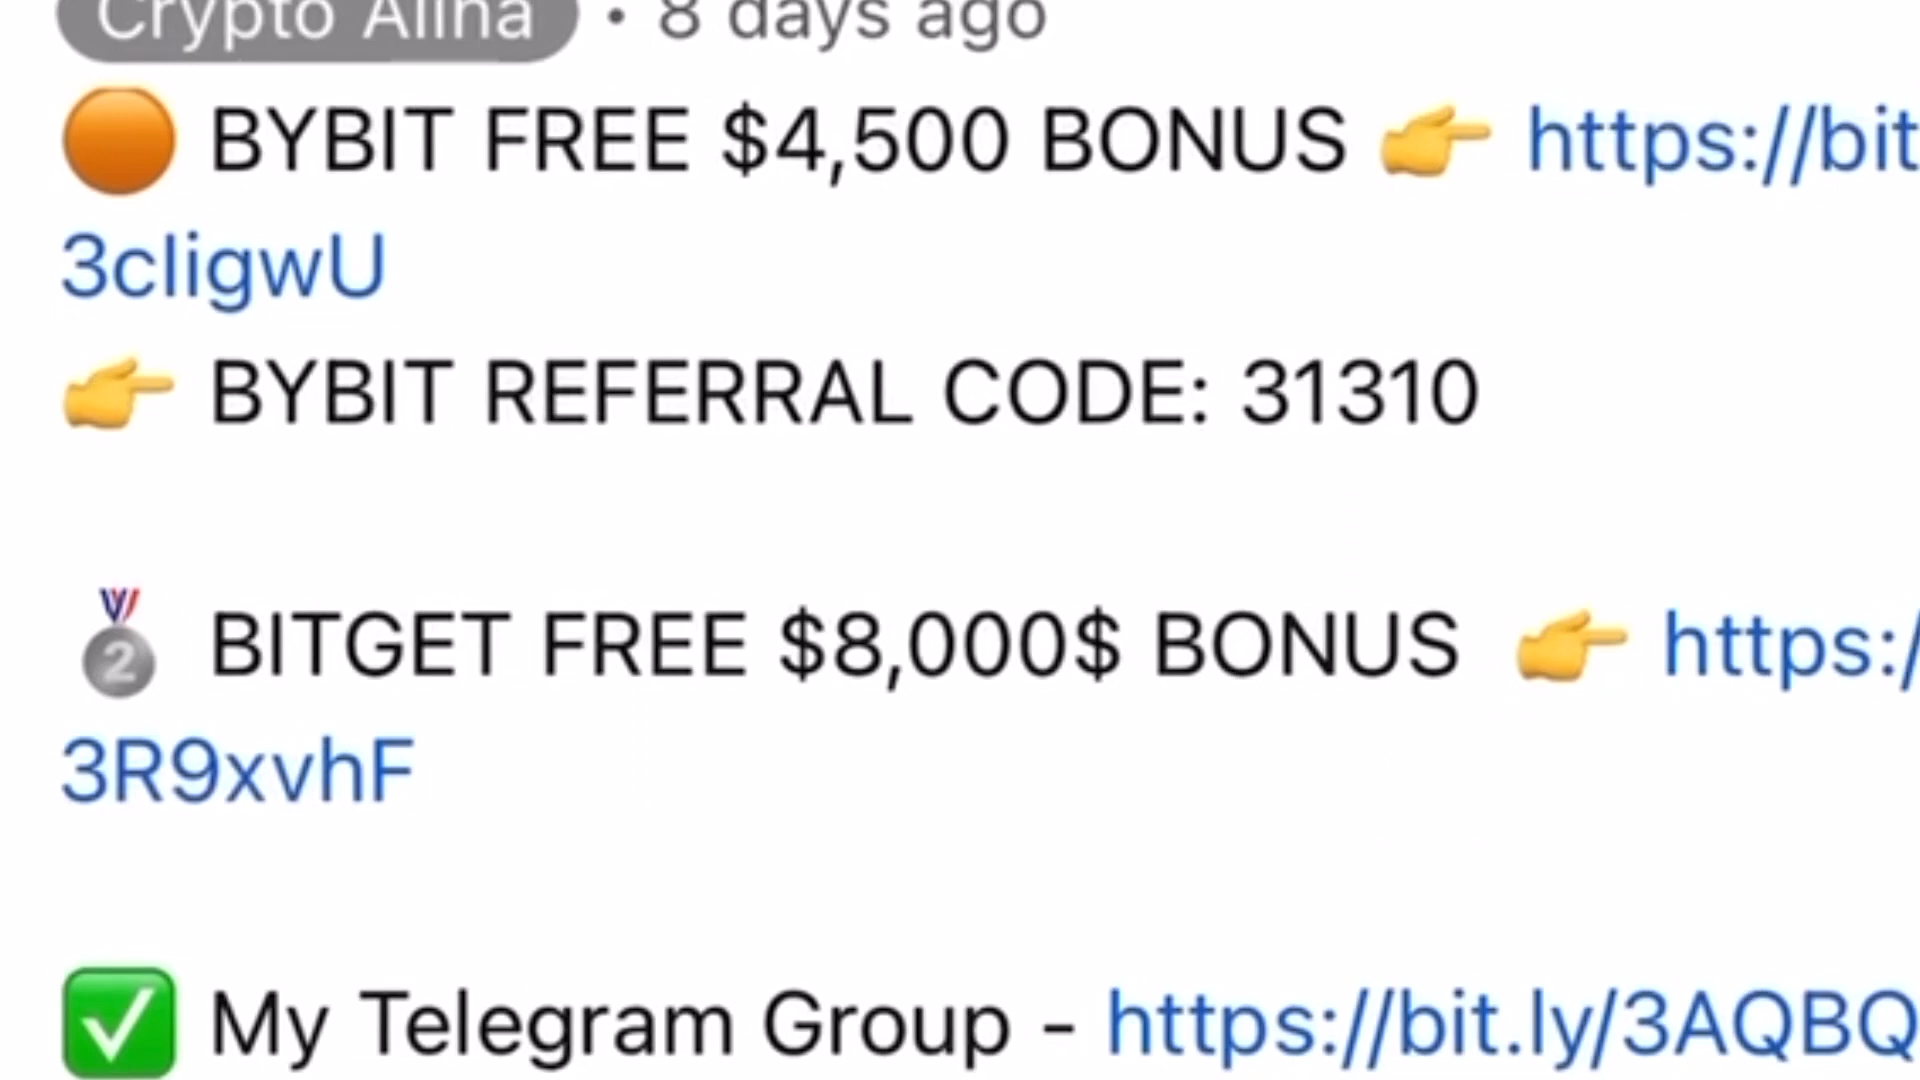 Crypto Alina • 8 days ago
BYBIT FREE $4,500 BONUS 👉 https://bit
3cIigwU
👉 BYBIT REFERRAL CODE: 31310
BITGET FREE $8,000$ BONUS 👉 https:/
3R9xvhF
✅ My Telegram Group - https://bit.ly/3AQBQ